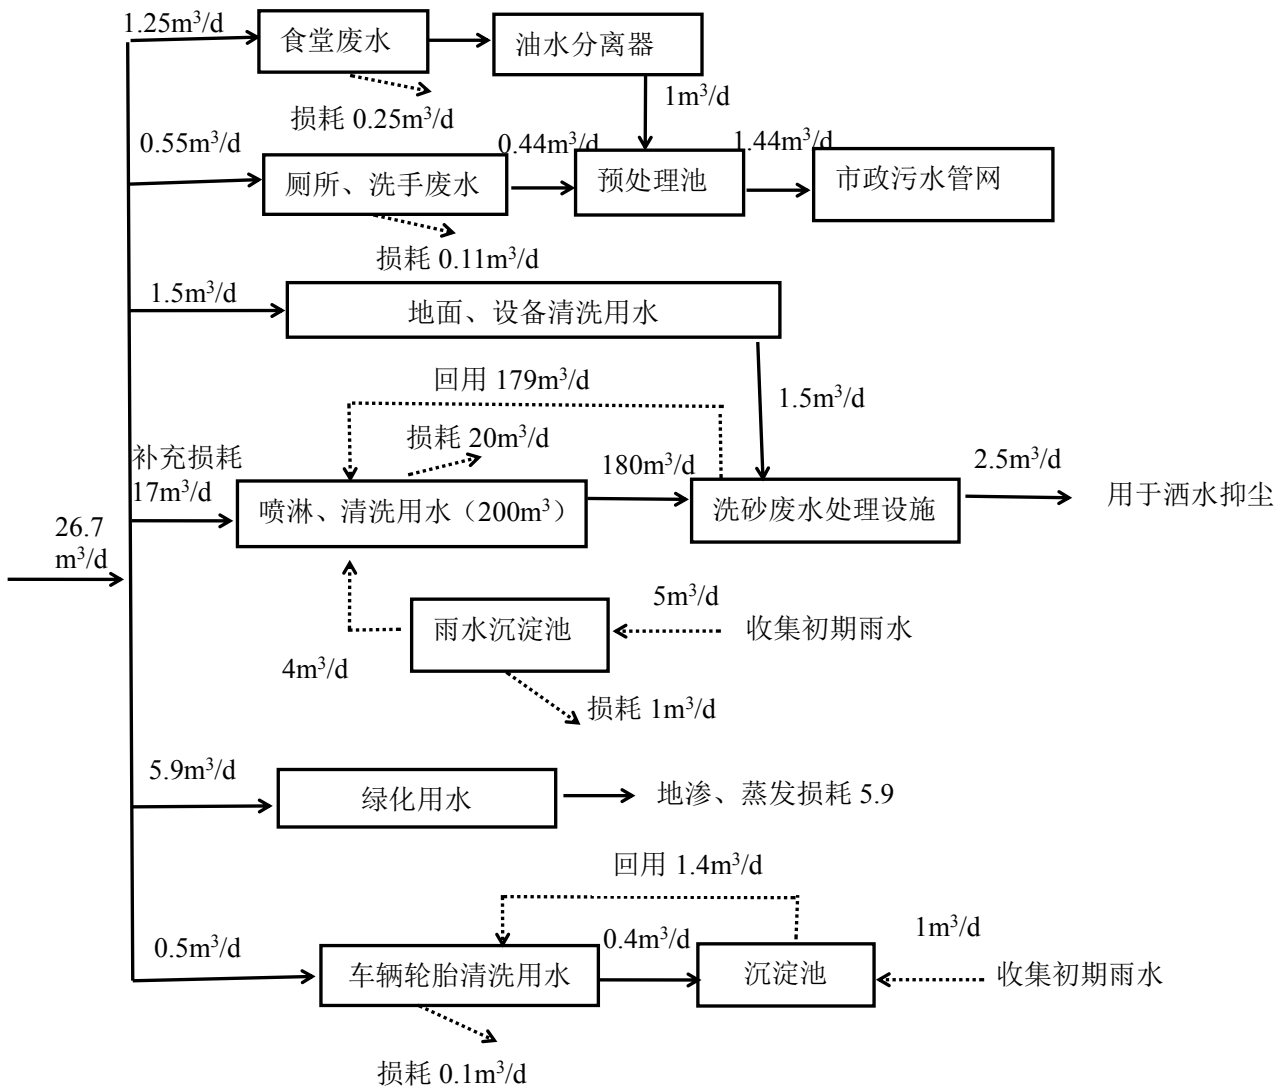 1.25m³/d
食堂废水
油水分离器
损耗 0.25m³/d
1m³/d
0.55m³/d
0.44m³/d
1.44m³/d
厕所、洗手废水
预处理池
市政污水管网
损耗 0.11m³/d
1.5m³/d
地面、设备清洗用水
回用 179m³/d
1.5m³/d
损耗 20m³/d
补充损耗
17m³/d
180m³/d
2.5m³/d
喷淋、清洗用水（200m³）
洗砂废水处理设施
用于洒水抑尘
26.7
m³/d
5m³/d
雨水沉淀池
收集初期雨水
4m³/d
损耗 1m³/d
5.9m³/d
绿化用水
地渗、蒸发损耗 5.9
回用 1.4m³/d
0.5m³/d
0.4m³/d
1m³/d
车辆轮胎清洗用水
沉淀池
收集初期雨水
损耗 0.1m³/d